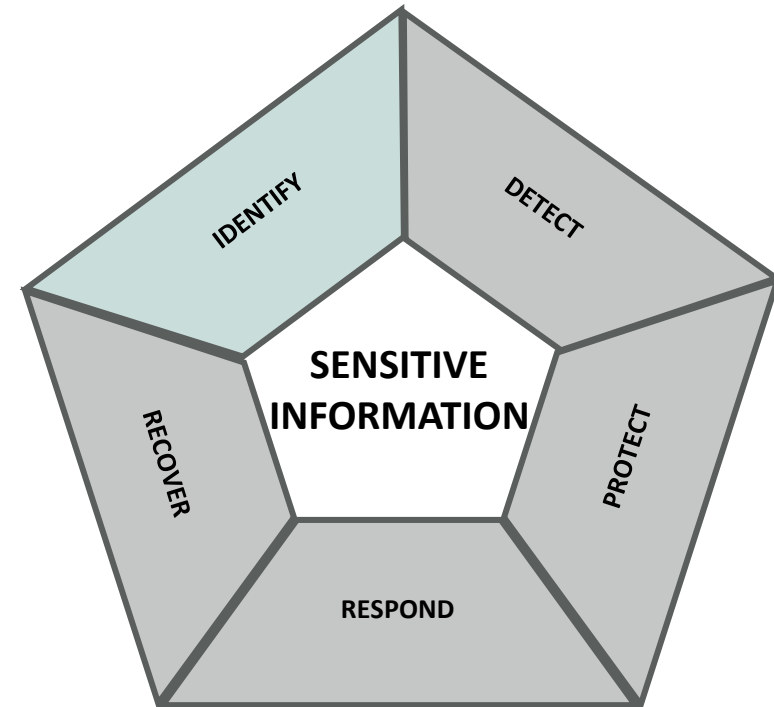 IDENTIFY
DETECT
SENSITIVE
INFORMATION
RECOVER
PROTECT
RESPOND